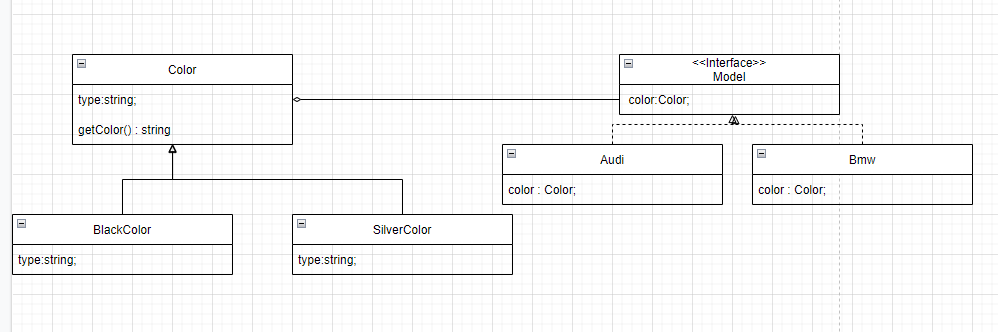 Color
type:string;
getColor() : string
<<Interface>>
Model
color:Color;
Audi
color : Color;
Bmw
color : Color;
BlackColor
type:string;
SilverColor
type:string;